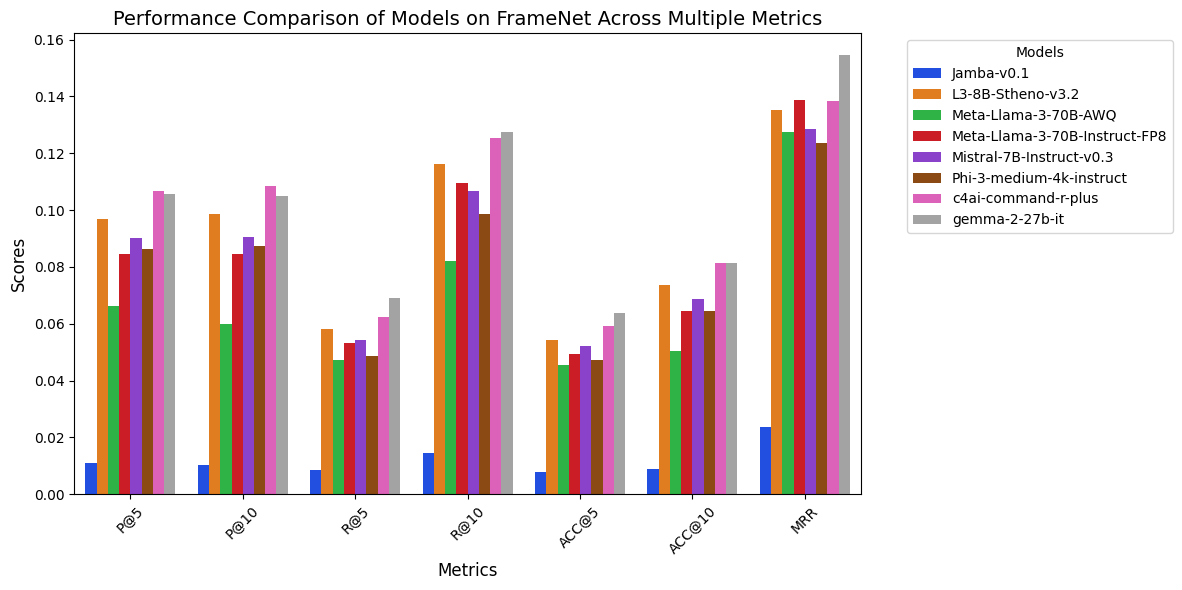 Performance Comparison of Models on FrameNet Across Multiple Metrics
Scores
0.16
0.14
0.12
0.10
0.08
0.06
0.04
0.02
0.00
P@5
P@10
R@5
R@10
ACC@5
ACC@10
MRR
Metrics
Models
Jamba-v0.1
L3-8B-Stheno-v3.2
Meta-Llama-3-70B-AWQ
Meta-Llama-3-70B-Instruct-FP8
Mistral-7B-Instruct-v0.3
Phi-3-medium-4k-instruct
c4ai-command-r-plus
gemma-2-27b-it